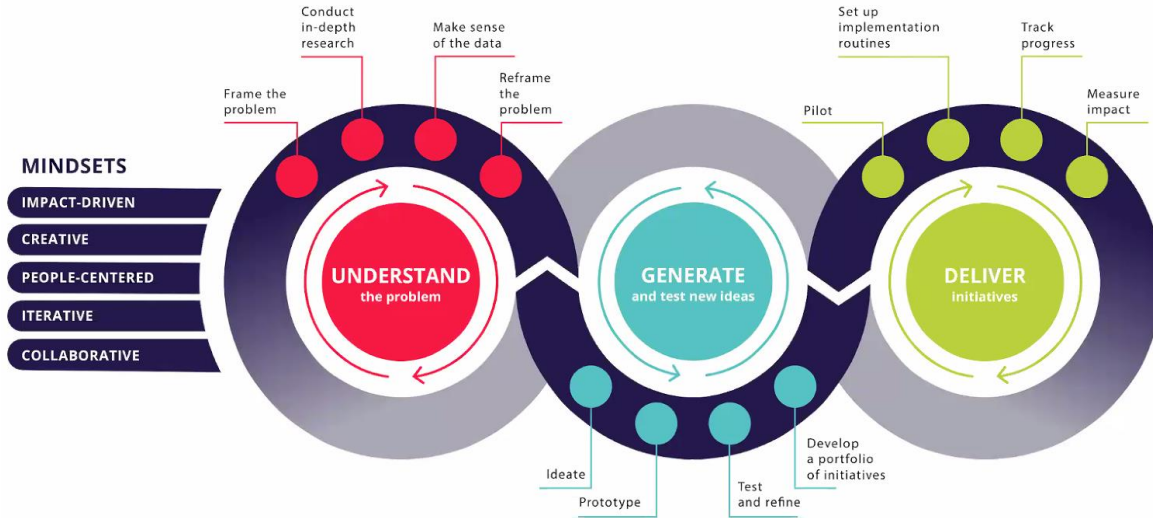 MINDSETS
IMPACT-DRIVEN
CREATIVE
PEOPLE-CENTERED
ITERATIVE
COLLABORATIVE
Frame the
problem
Conduct
in-depth
research
Make sense
of the data
Reframe
the
problem
UNDERSTAND
the problem
Ideate
Prototype
Test
and refine
Develop
a portfolio
of initiatives
GENERATE
and test new ideas
Pilot
Set up
implementation
routines
Track
progress
Measure
impact
DELIVER
initiatives